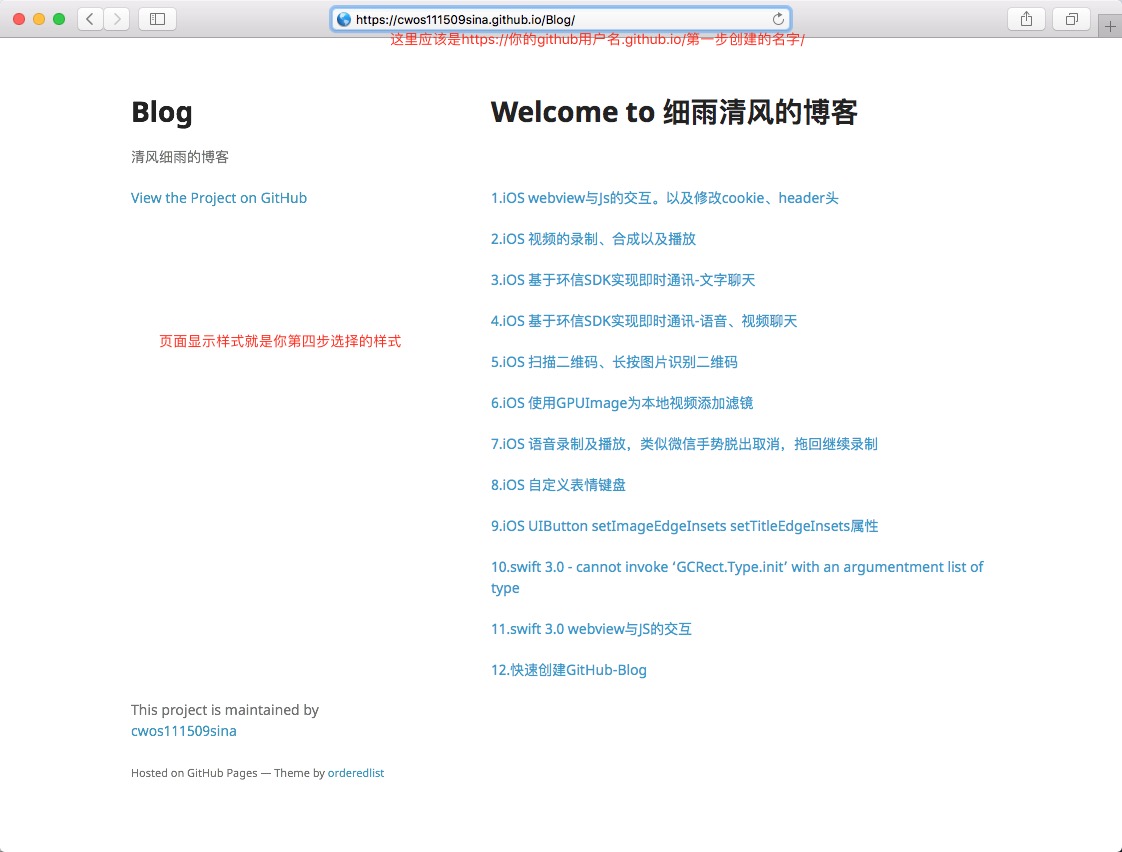 https://cwos111509sina.github.io/Blog/
这里应该是https://你的github用户名.github.io/第一步创建的名字/
Blog
清风细雨的博客
View the Project on GitHub
页面显示样式就是你第四步选择的样式
This project is maintained by
cwos111509sina
Hosted on GitHub Pages — Theme by orderedlist
Welcome to 细雨清风的博客
1.iOS webview与Js的交互。以及修改cookie、header头
2.iOS 视频的录制、合成以及播放
3.iOS 基于环信SDK实现即时通讯-文字聊天
4.iOS 基于环信SDK实现即时通讯-语音、视频聊天
5.iOS 扫描二维码、长按图片识别二维码
6.iOS 使用GPUImage为本地视频添加滤镜
7.iOS 语音录制及播放，类似微信手势脱出取消，拖回继续录制
8.iOS 自定义表情键盘
9.iOS UIButton setImageEdgeInsets setTitleEdgeInsets属性
10.swift 3.0 - cannot invoke ‘GCRect.Type.init’ with an argumentment list of
type
11.swift 3.0 webview与JS的交互
12.快速创建GitHub-Blog